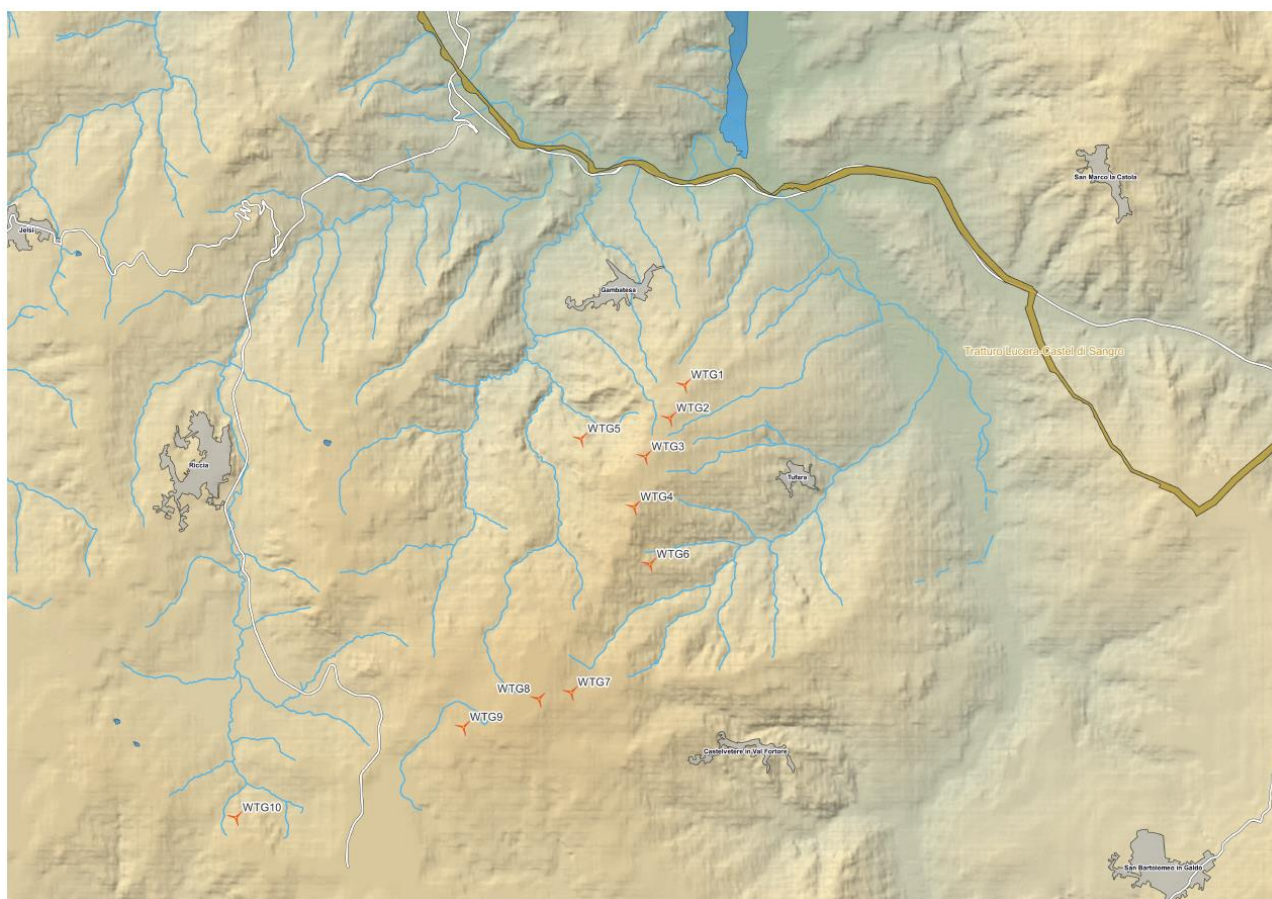 San Marco la Catola
Jelsi
Gambatesa
Tratturo Lucera-Castel di Sangro
WTG1
WTG2
WTG5
WTG3
Riccia
Tufara
WTG4
WTG6
WTG8
WTG7
WTG9
Castelvetere in Val Fortore
WTG10
San Bartolomeo in Galdo